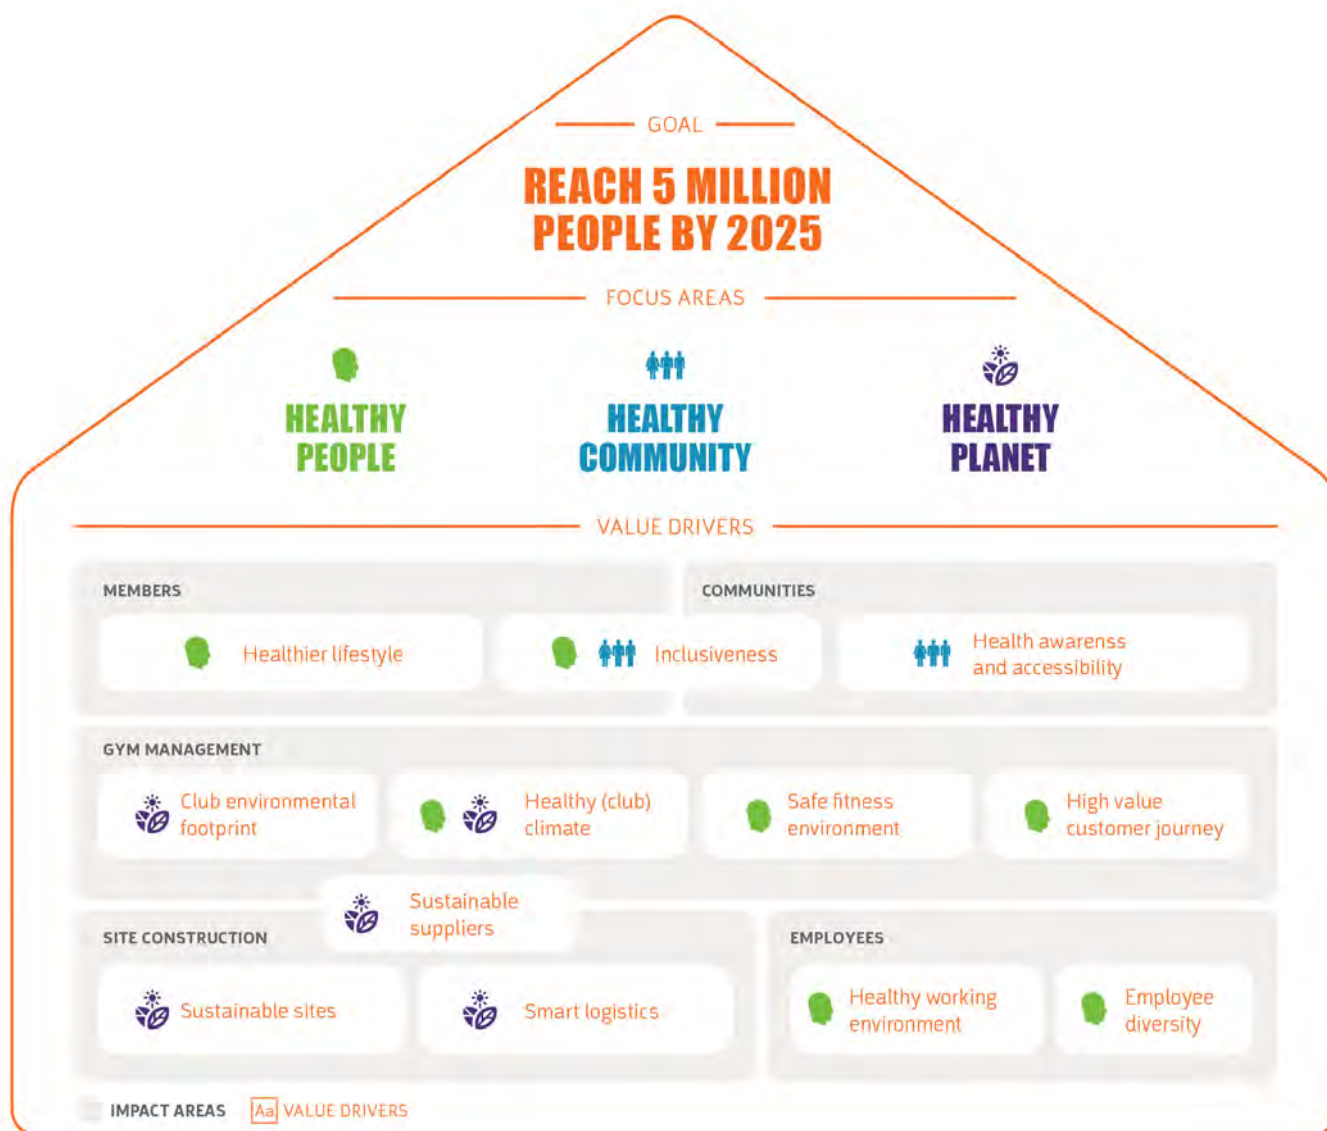 GOAL
REACH 5 MILLION
PEOPLE BY 2025
FOCUS AREAS
HEALTHY
PEOPLE
HEALTHY
COMMUNITY
HEALTHY
PLANET
VALUE DRIVERS
MEMBERS
Healthier lifestyle
Inclusiveness
COMMUNITIES
Health awarenss
and accessibility
GYM MANAGEMENT
Club environmental
footprint
Healthy (club)
climate
Safe fitness
environment
High value
customer journey
Sustainable
suppliers
SITE CONSTRUCTION
Sustainable sites
Smart logistics
EMPLOYEES
Healthy working
environment
Employee
diversity
IMPACT AREAS
Aa VALUE DRIVERS